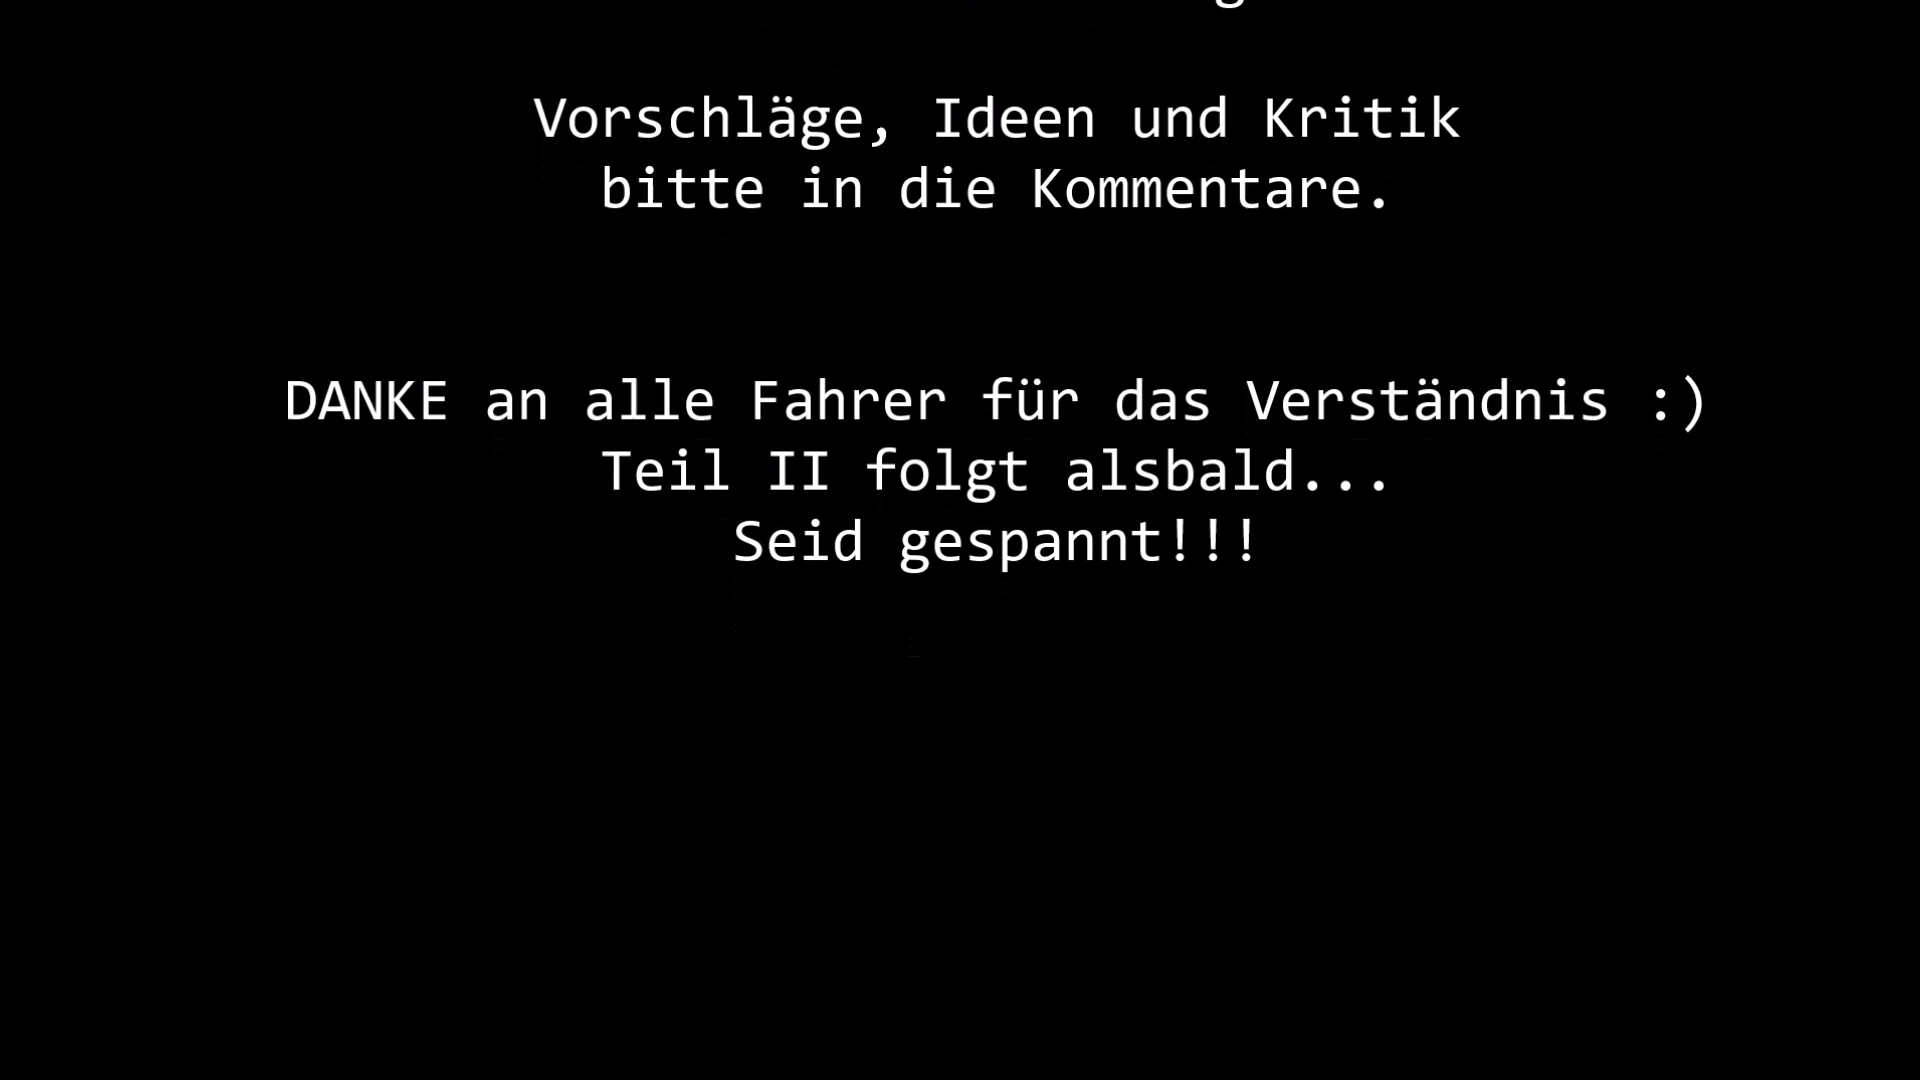 Vorschläge, Ideen und Kritik
bitte in die Kommentare.
DANKE an alle Fahrer für das Verständnis :)
Teil II folgt alsbald...
Seid gespannt!!!